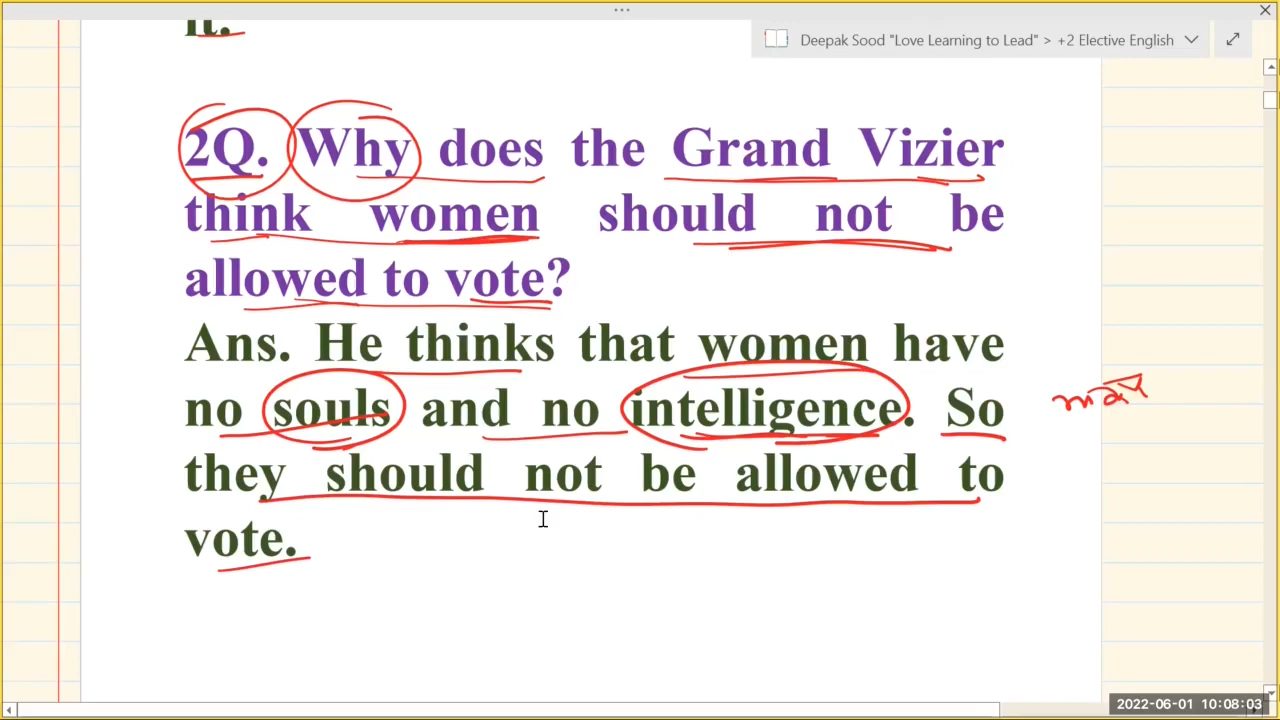 it.
Deepak Sood "Love Learning to Lead" > +2 Elective English
2Q. Why does the Grand Vizier
think women should not be
allowed to vote?
Ans. He thinks that women have
no souls and no intelligence. So
they should not be allowed to
vote.
2022-06-01 10:08:03